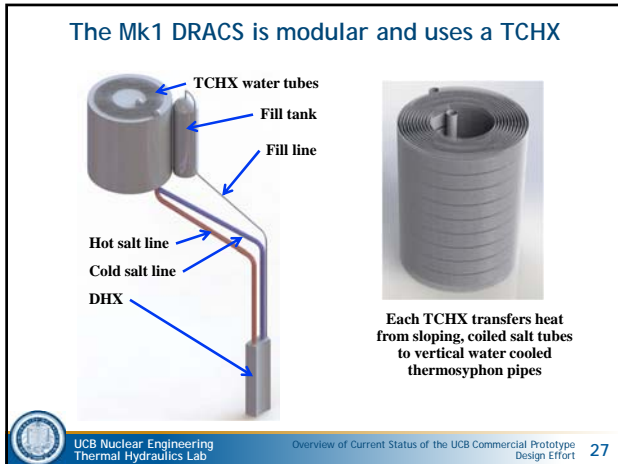 The Mk1 DRACS is modular and uses a TCHX
TCHX water tubes
Fill tank
Fill line
Hot salt line
Cold salt line
DHX
Each TCHX transfers heat
from sloping, coiled salt tubes
to vertical water cooled
thermosyphon pipes
UCB Nuclear Engineering
Thermal Hydraulics Lab
Overview of Current Status of the UCB Commercial Prototype
Design Effort
27